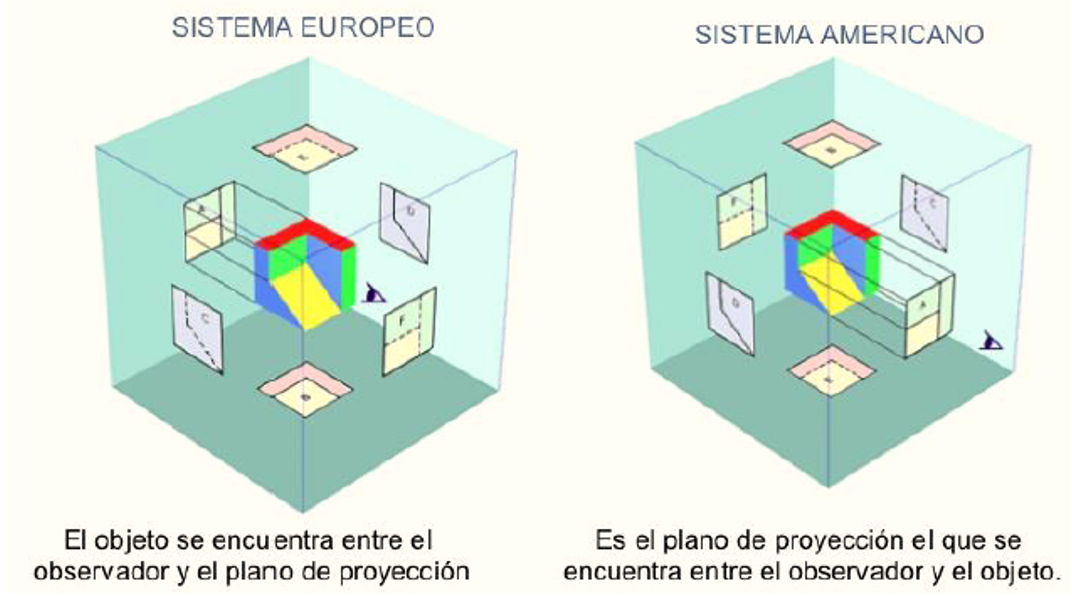 SISTEMA EUROPEO
SISTEMA AMERICANO
D
C
F
B
B
F
C
D
A
El objeto se encuentra entre el
observador y el plano de proyección
Es el plano de proyección el que se
encuentra entre el observador y el objeto.